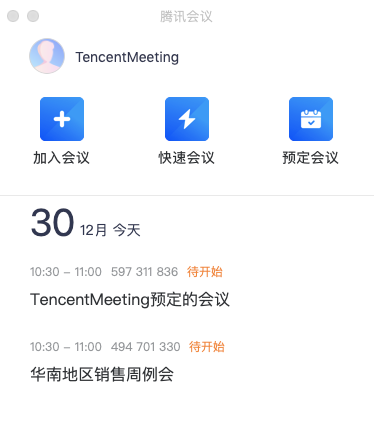 腾讯会议
TencentMeeting
加入会议 快速会议 预定会议
30 12月 今天
10:30 – 11:00 597 311 836 待开始
TencentMeeting预定的会议
10:30 – 11:00 494 701 330 待开始
华南地区销售周例会